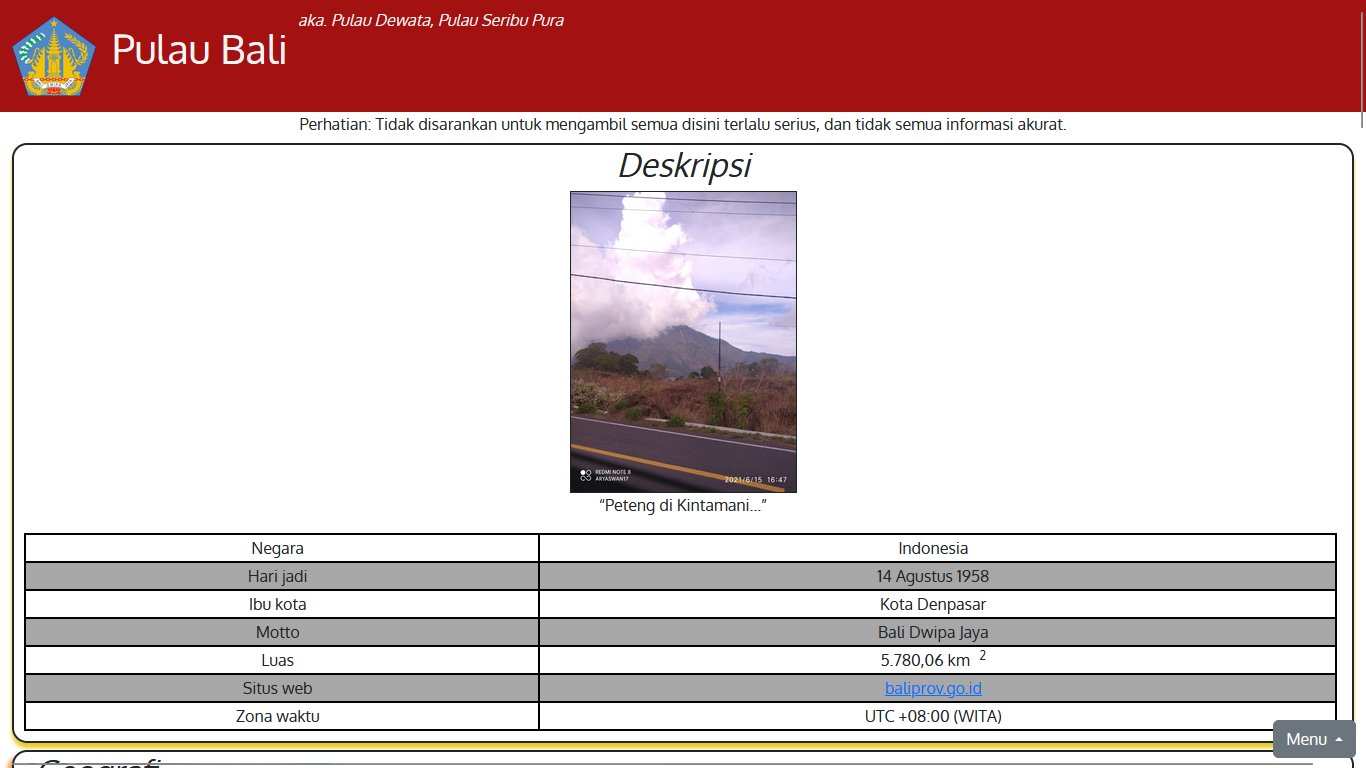 aka. Pulau Dewata, Pulau Seribu Pura
Pulau Bali
Perhatian: Tidak disarankan untuk mengambil semua disini terlalu serius, dan tidak semua informasi akurat.
Deskripsi
REDMI NOTE 8
ARYASWAN17
2021/6/15 16:47
“Peteng di Kintamani...”
Negara Indonesia
Hari jadi 14 Agustus 1958
Ibu kota Kota Denpasar
Motto Bali Dwipa Jaya
Luas 5.780,06 km 2
Situs web baliprov.go.id
Zona waktu UTC +08:00 (WITA)
Menu
Geografi